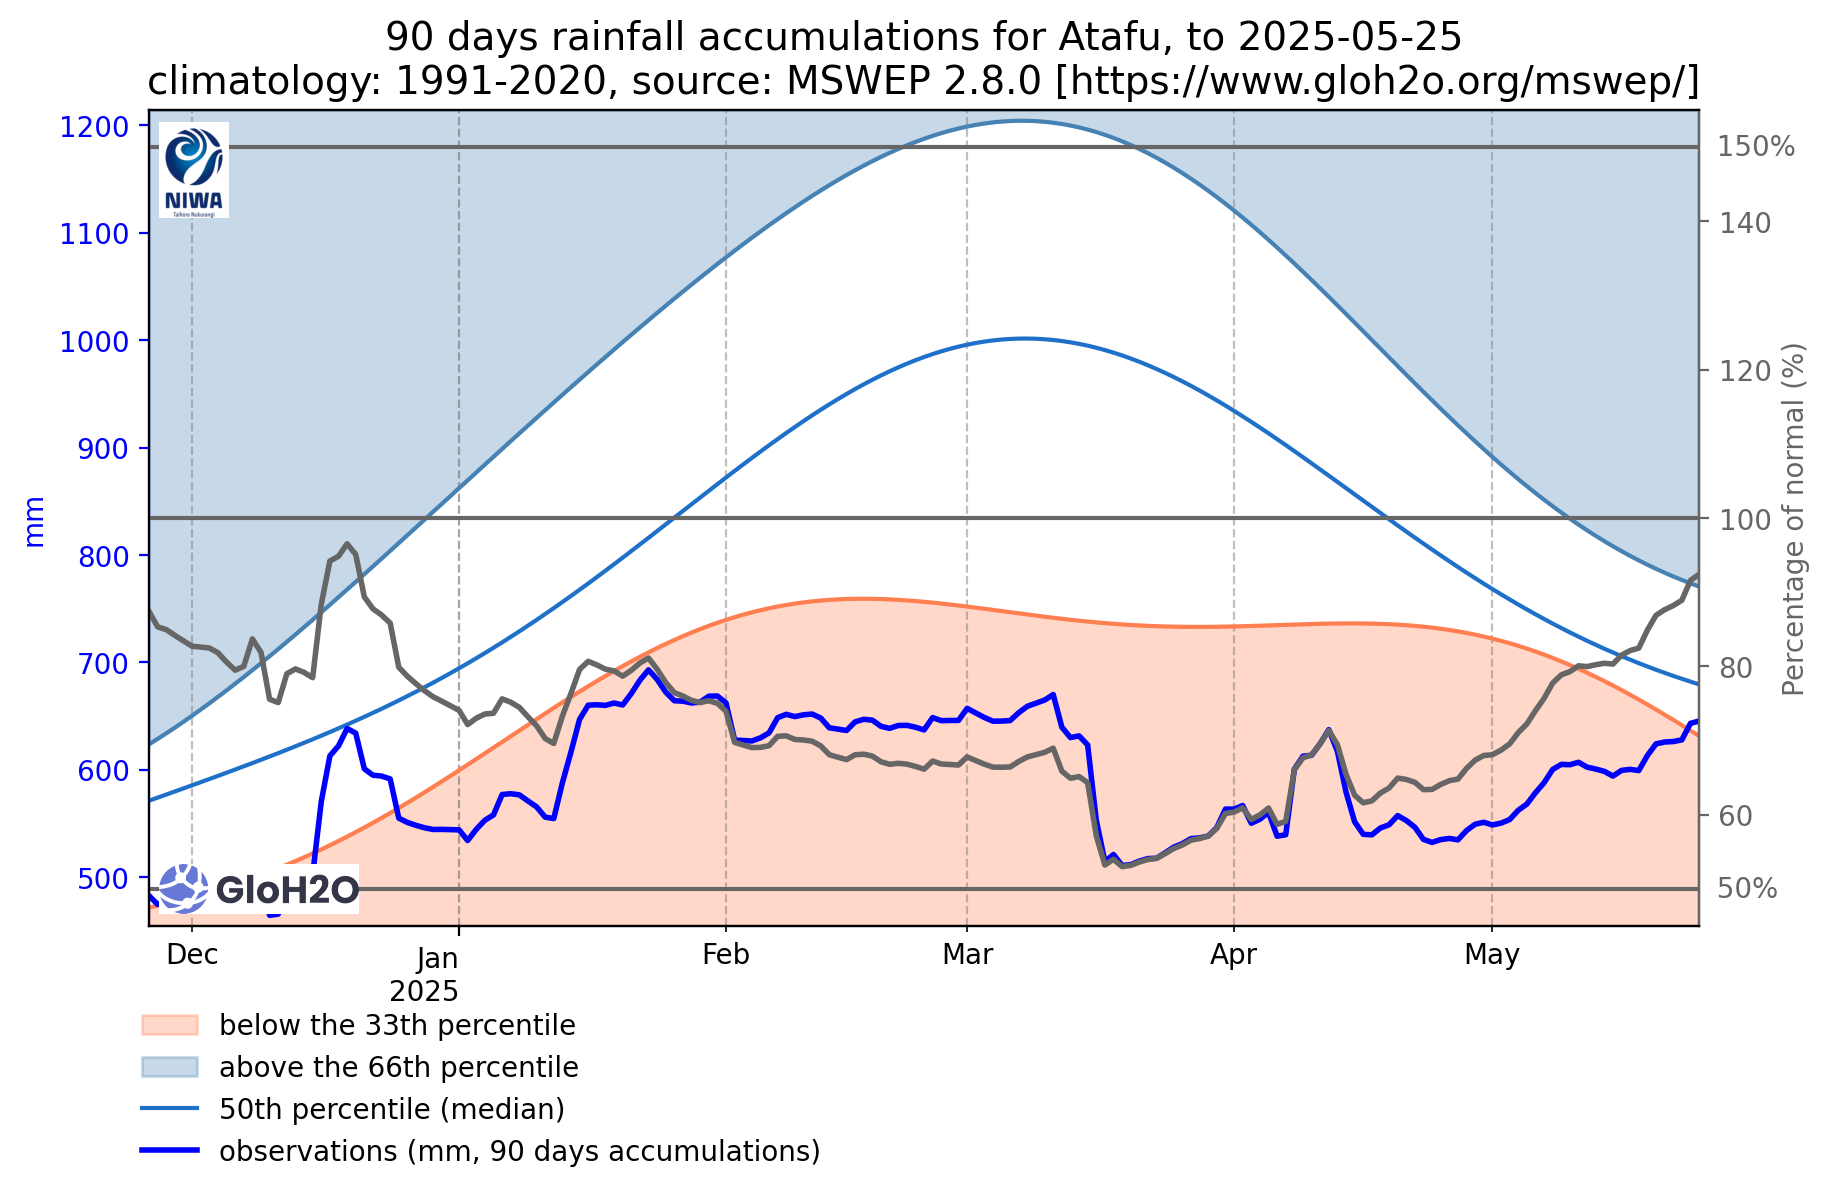 90 days rainfall accumulations for Atafu, to 2025-05-25
climatology: 1991-2020, source: MSWEP 2.8.0 [https://www.gloh2o.org/mswep/]
1200
1100
1000
900
800
700
600
500
mm
NIWA
Taihoro Nukurangi
GloH2O
150%
140
120
100
80
60
50%
Percentage of normal (%)
Dec
Jan
2025
Feb
Mar
Apr
May
below the 33th percentile
above the 66th percentile
50th percentile (median)
observations (mm, 90 days accumulations)